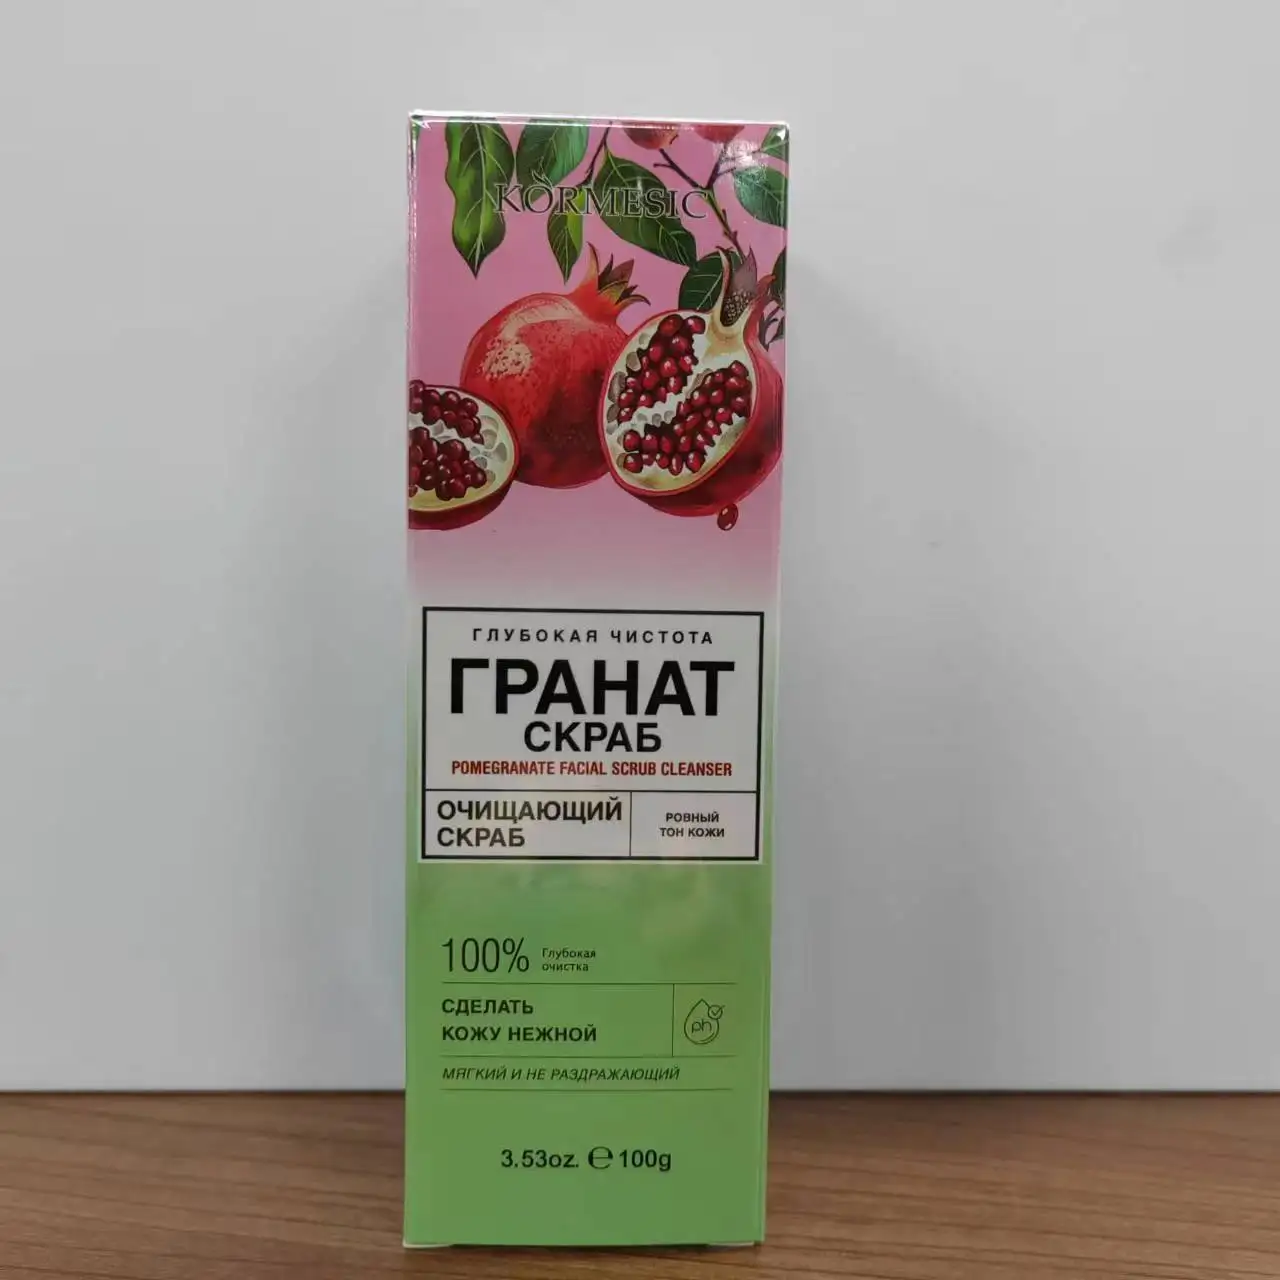 KORMESIC
ГЛУБОКАЯ ЧИСТОТА
ГРАНАТ
СКРАБ
POMEGRANATE FACIAL SCRUB CLEANSER
ОЧИЩАЮЩИЙ
СКРАБ
РОВНЫЙ
ТОН КОЖИ
100%
Глубокая
очистка
СДЕЛАТЬ
КОЖУ НЕЖНОЙ
ph
МЯГКИЙ И НЕ РАЗДРАЖАЮЩИЙ
3.53oz. ℮ 100g